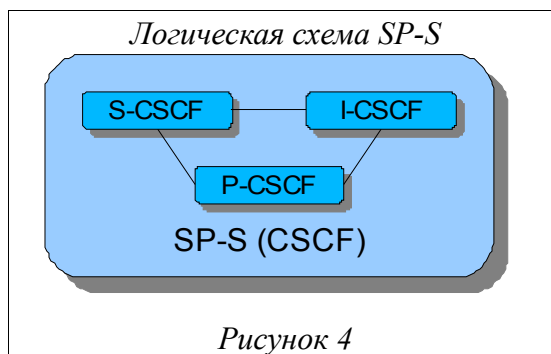 Логическая схема SP-S
S-CSCF
I-CSCF
P-CSCF
SP-S (CSCF)
Рисунок 4